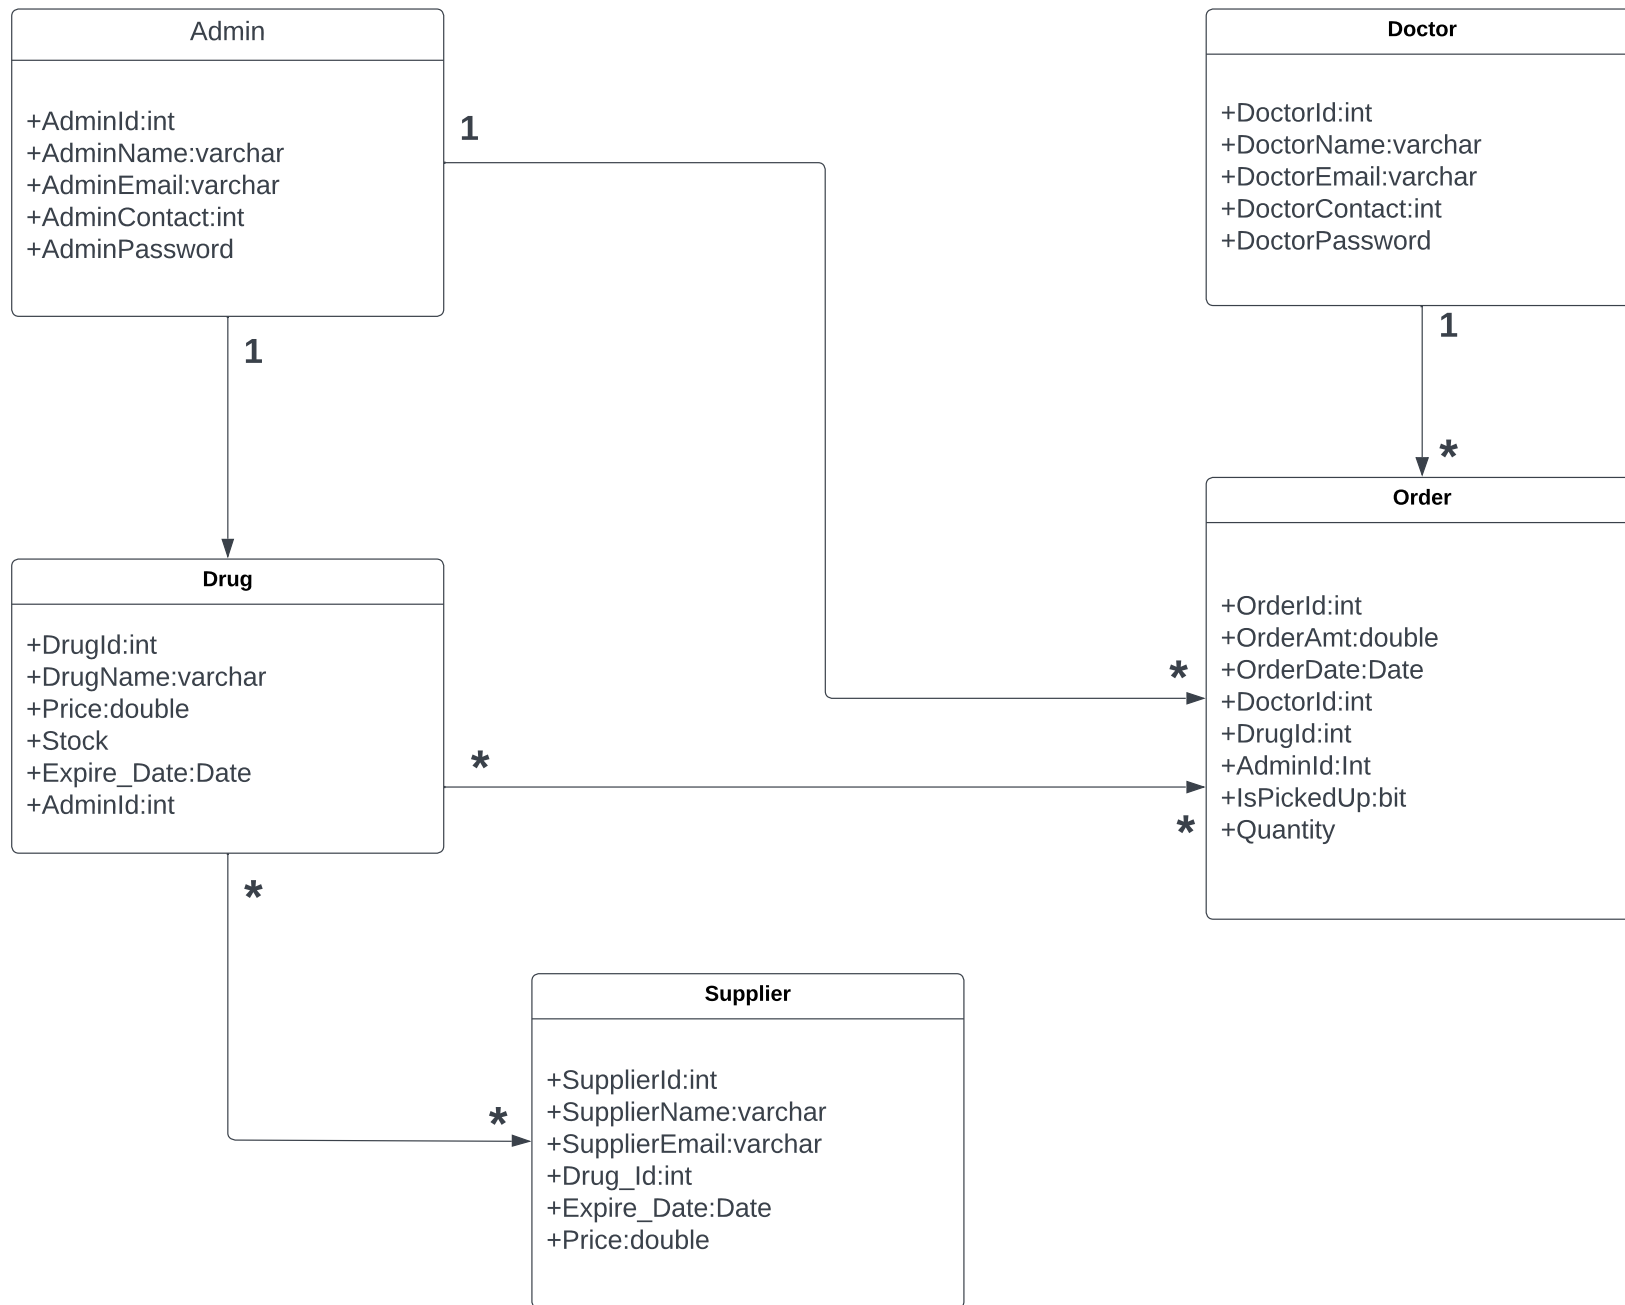 Admin
+AdminId:int
+AdminName:varchar
+AdminEmail:varchar
+AdminContact:int
+AdminPassword
1
1
Doctor
+DoctorId:int
+DoctorName:varchar
+DoctorEmail:varchar
+DoctorContact:int
+DoctorPassword
1
*
Drug
+DrugId:int
+DrugName:varchar
+Price:double
+Stock
+Expire_Date:Date
+AdminId:int
*
*
Order
+OrderId:int
+OrderAmt:double
+OrderDate:Date
+DoctorId:int
+DrugId:int
+AdminId:Int
+IsPickedUp:bit
+Quantity
*
*
*
Supplier
+SupplierId:int
+SupplierName:varchar
+SupplierEmail:varchar
+Drug_Id:int
+Expire_Date:Date
+Price:double